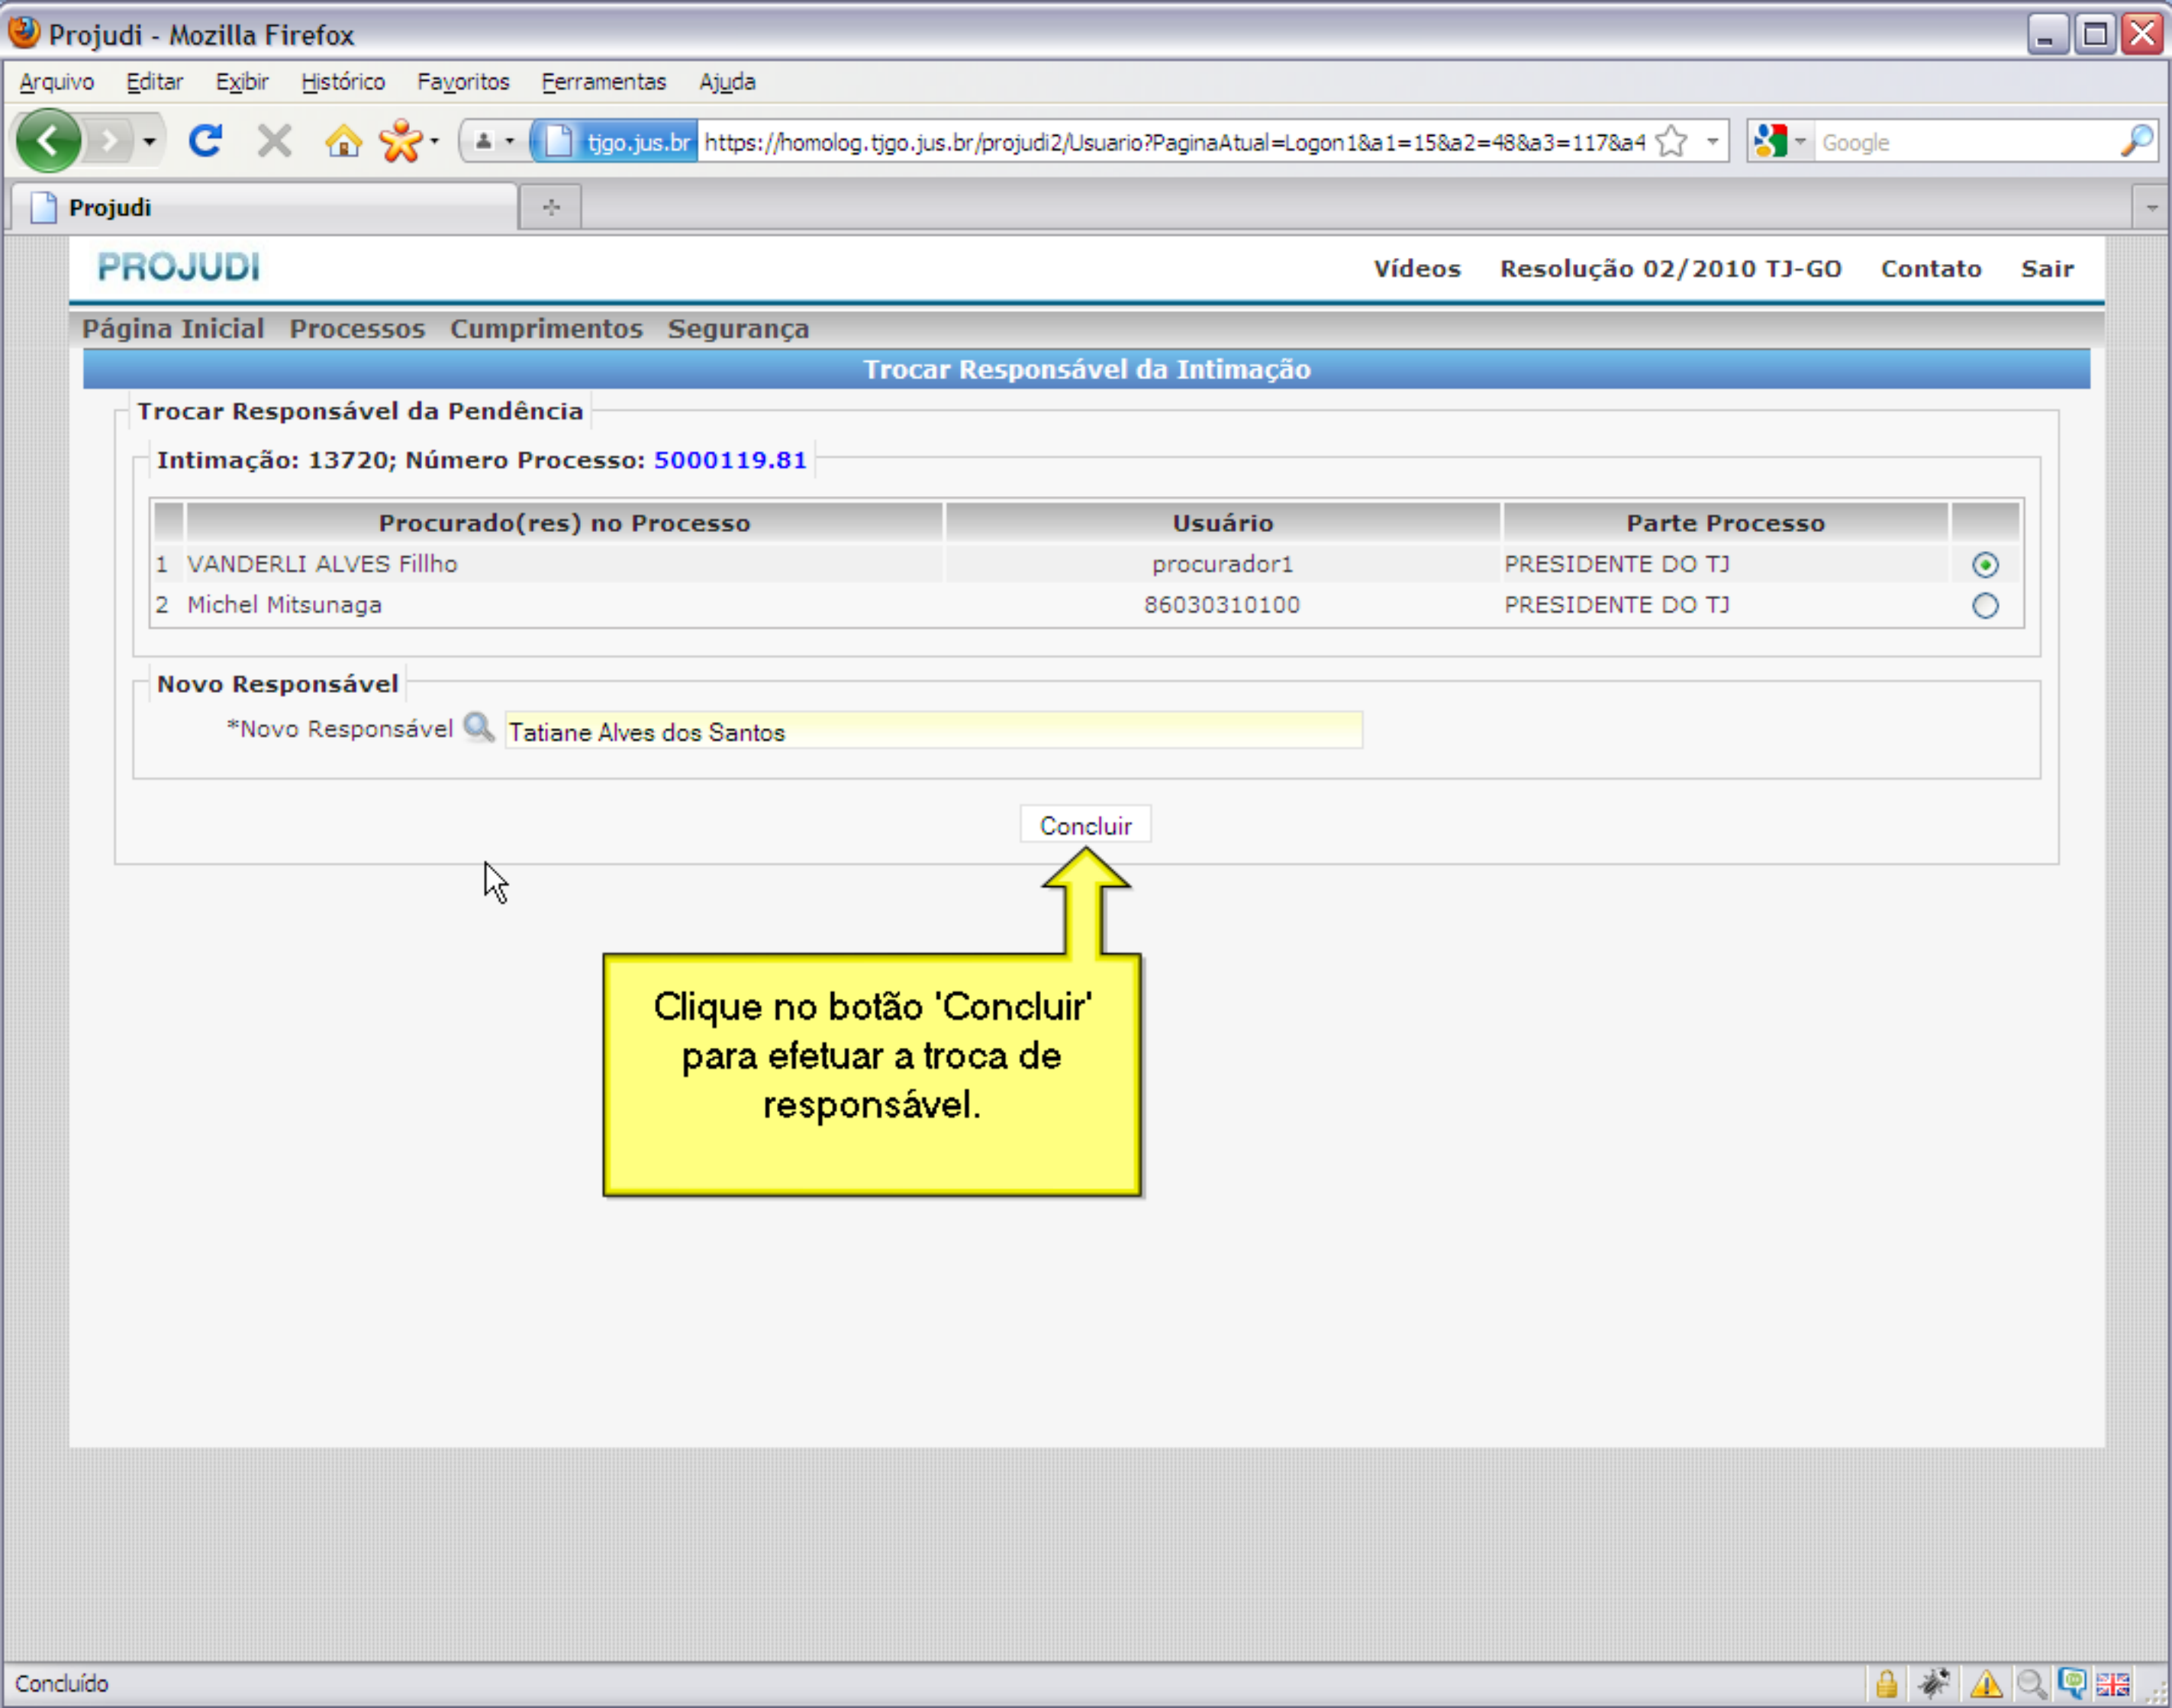 Projudi - Mozilla Firefox
Arquivo Editar Exibir Histórico Favoritos Ferramentas Ajuda
tjgo.jus.br https://homolog.tjgo.jus.br/projudi2/Usuario?PaginaAtual=Logon1&a1=15&a2=48&a3=117&a4 Google
Projudi
PROJUDI Vídeos Resolução 02/2010 TJ-GO Contato Sair
Página Inicial Processos Cumprimentos Segurança
Trocar Responsável da Intimação
Trocar Responsável da Pendência
Intimação: 13720; Número Processo: 5000119.81
Procurado(res) no Processo Usuário Parte Processo
1 VANDERLI ALVES Fillho procurador1 PRESIDENTE DO TJ
2 Michel Mitsunaga 86030310100 PRESIDENTE DO TJ
Novo Responsável
*Novo Responsável Tatiane Alves dos Santos
Concluir
Clique no botão 'Concluir'
para efetuar a troca de
responsável.
Concluído